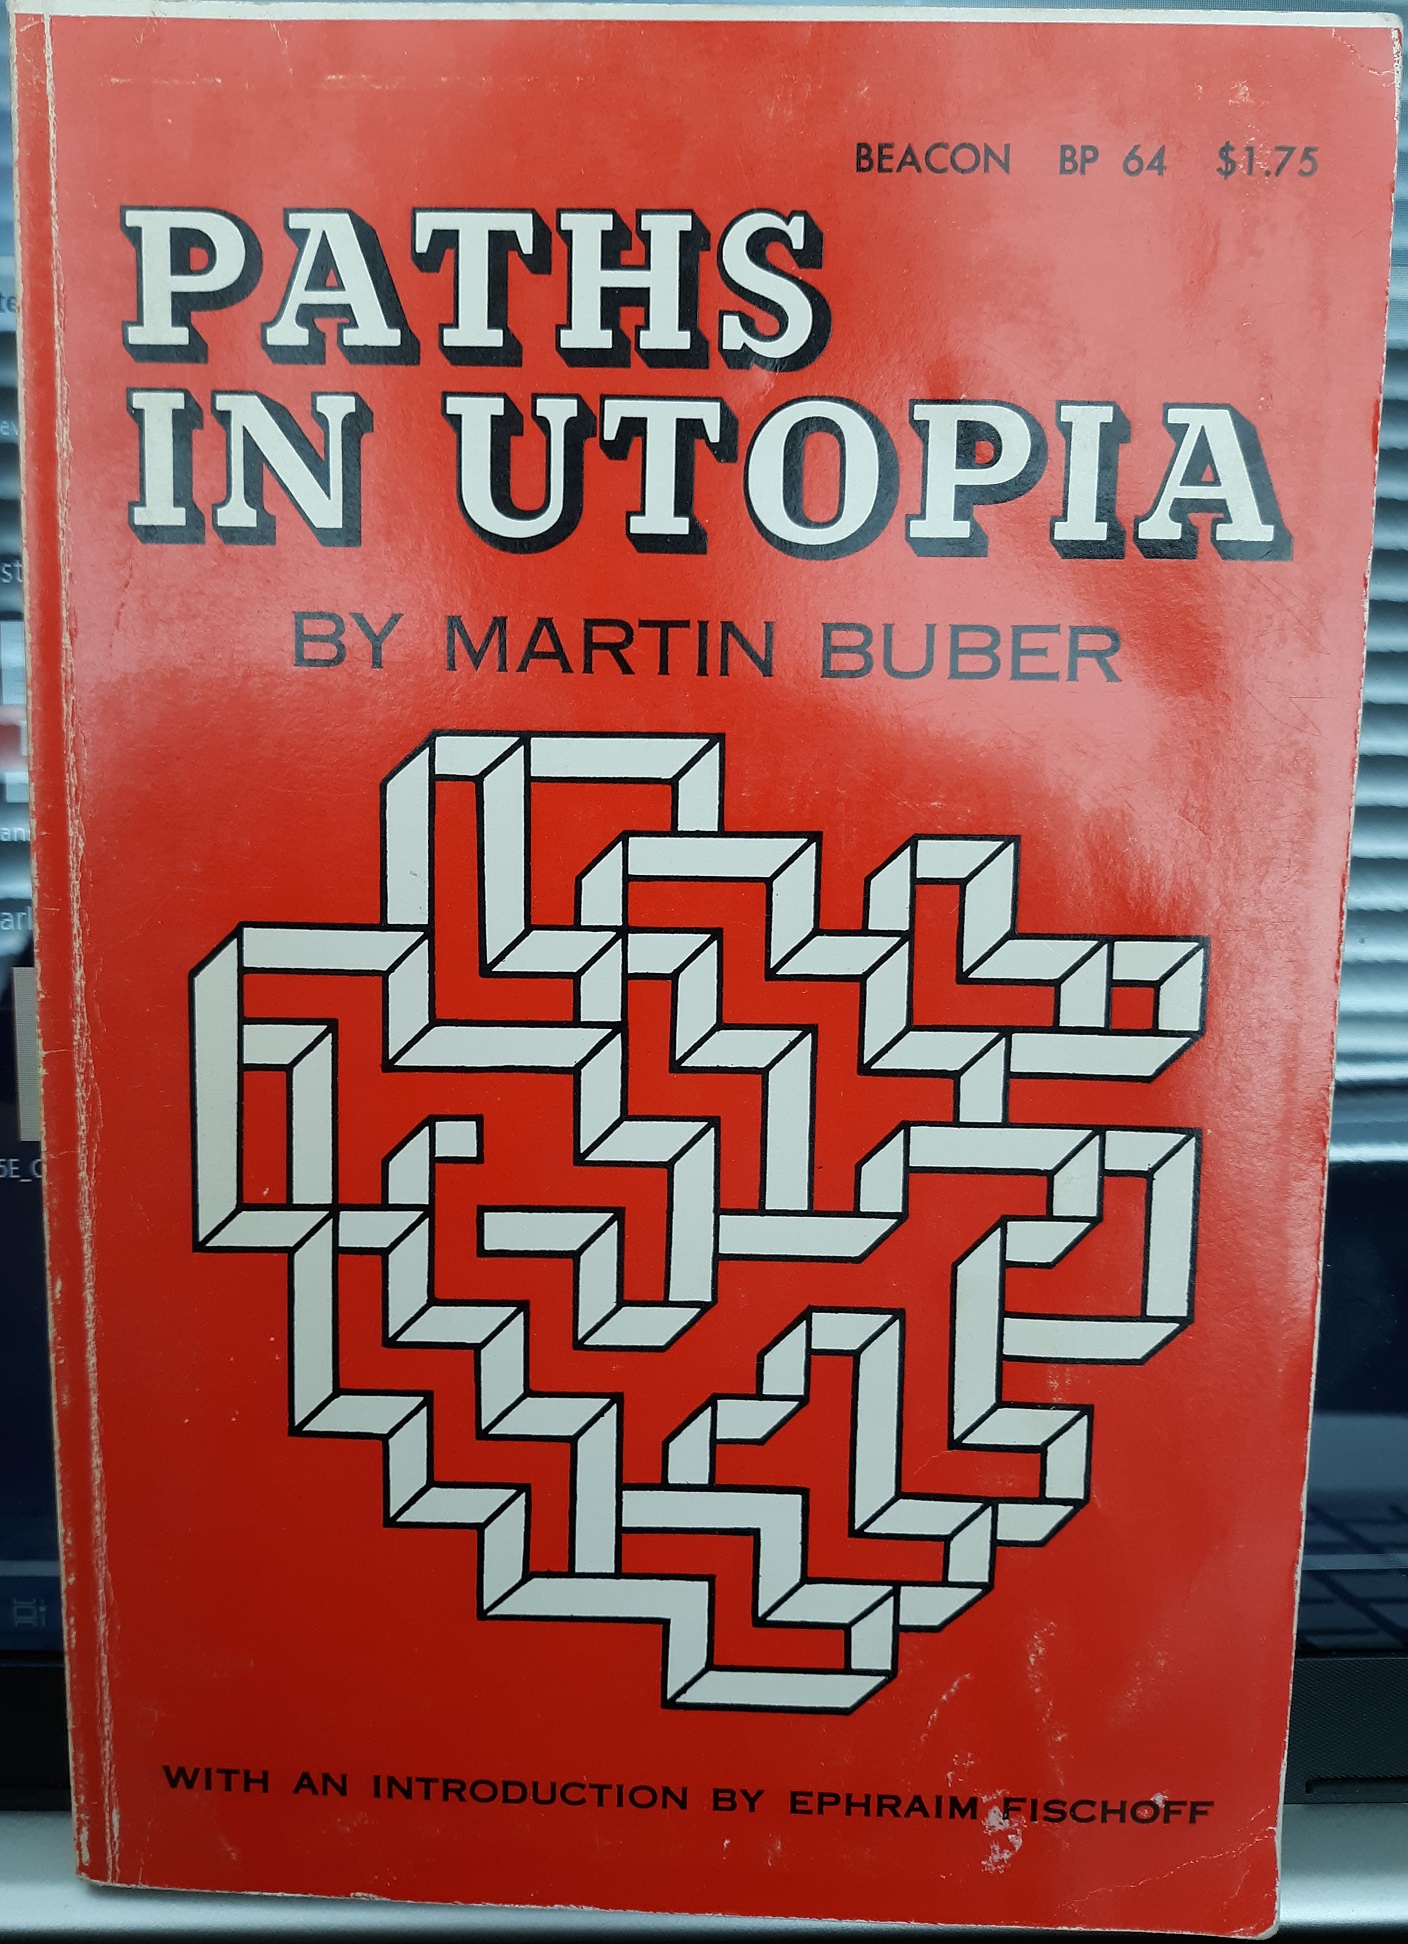 BEACON BP 64 $1.75
PATHS
IN UTOPIA
BY MARTIN BUBER
WITH AN INTRODUCTION BY EPHRAIM FISCHOFF